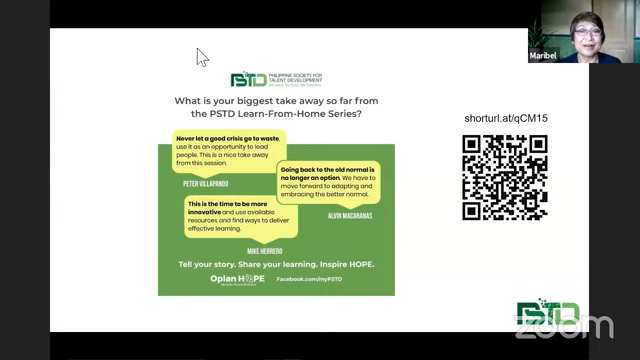 Maribel
PSTD
PHILIPPINE SOCIETY FOR
TALENT DEVELOPMENT
What is your biggest take away so far from
the PSTD Learn-From-Home Series?
shorturl.at/qCM15
Never let a good crisis go to waste,
use it as an opportunity to lead
people. This is a nice take away
from this session.
PETER VILLAPANDO
Going back to the old normal is
no longer an option. We have to
move forward to adapting and
embracing the better normal.
ALVIN MACARANAS
This is the time to be more
innovative and use available
resources and find ways to deliver
effective learning.
MIKE HERRERO
Tell your story. Share your learning. Inspire HOPE.
Oplan HOPE
Facebook.com/myPSTD
PSTD
zoom